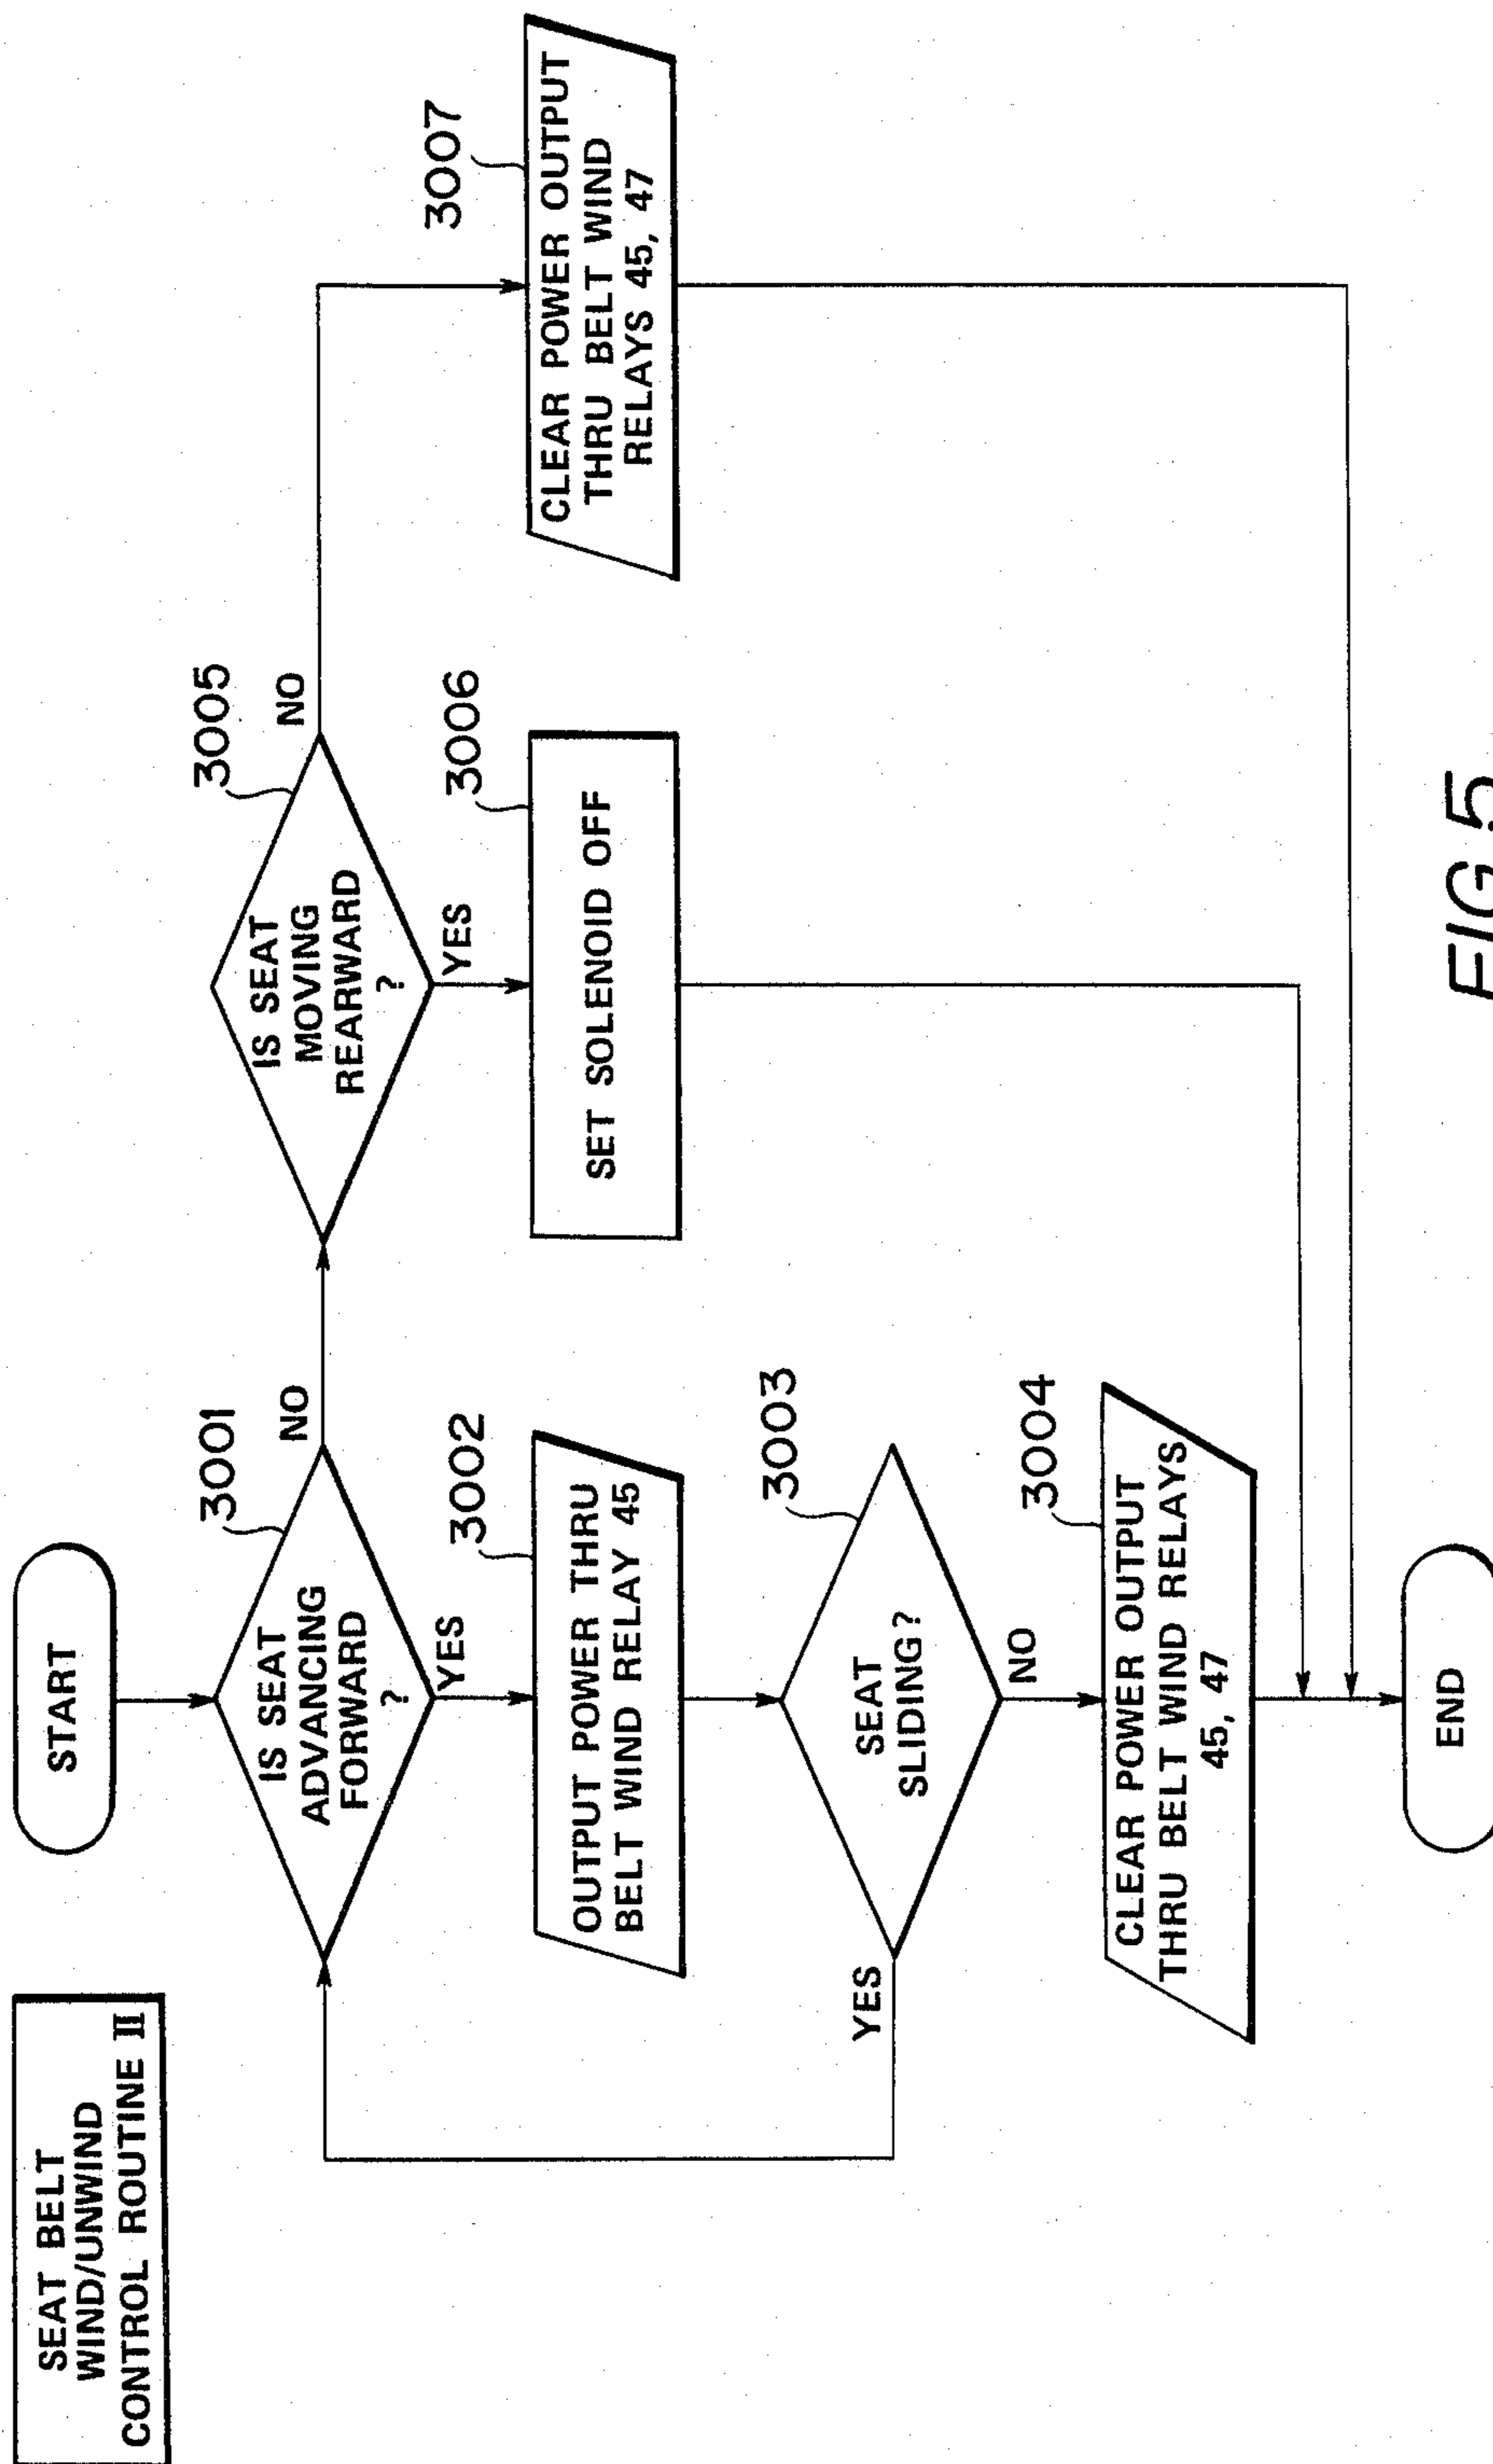 SEAT BELT
WIND/UNWIND
CONTROL ROUTINE II
START
IS SEAT
ADVANCING
FORWARD
?
3001
NO
YES
OUTPUT POWER THRU
BELT WIND RELAY 45
3002
SEAT
SLIDING?
3003
YES
NO
CLEAR POWER OUTPUT
THRU BELT WIND RELAYS
45, 47
3004
END
IS SEAT
MOVING
REARWARD
?
3005
NO
YES
SET SOLENOID OFF
3006
CLEAR POWER OUTPUT
THRU BELT WIND
RELAYS 45, 47
3007
FIG.5